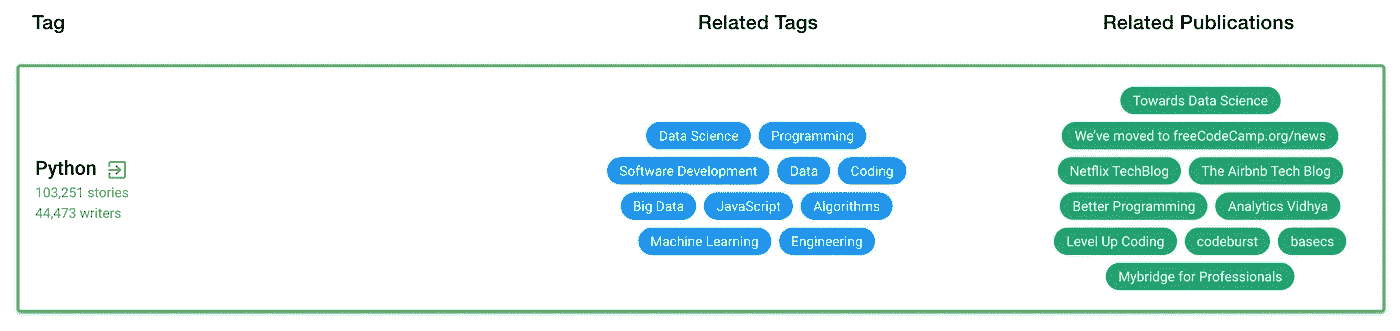 Tag Related Tags Related Publications
Python
103,251 stories
44,473 writers
Data Science Programming
Software Development Data Coding
Big Data JavaScript Algorithms
Machine Learning Engineering
Towards Data Science
We've moved to freeCodeCamp.org/news
Netflix TechBlog The Airbnb Tech Blog
Better Programming Analytics Vidhya
Level Up Coding codeburst basecs
Mybridge for Professionals